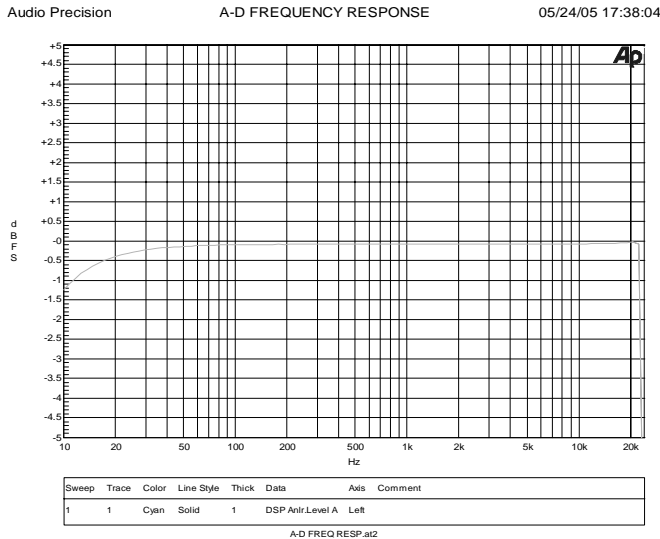 Audio Precision A-D FREQUENCY RESPONSE 05/24/05 17:38:04
Ap
+5
+4.5
+4
+3.5
+3
+2.5
+2
+1.5
+1
+0.5
-0
-0.5
-1
-1.5
-2
-2.5
-3
-3.5
-4
-4.5
-5
d
B
F
S
10 20 50 100 200 500 1k 2k 5k 10k 20k
Hz
Sweep Trace Color Line Style Thick Data Axis Comment
1 1 Cyan Solid 1 DSP Anlr.Level A Left
A-D FREQ RESP.at2